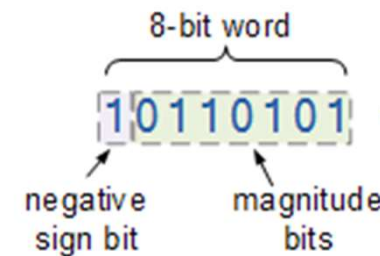 8-bit word
10110101
negative
sign bit
magnitude
bits